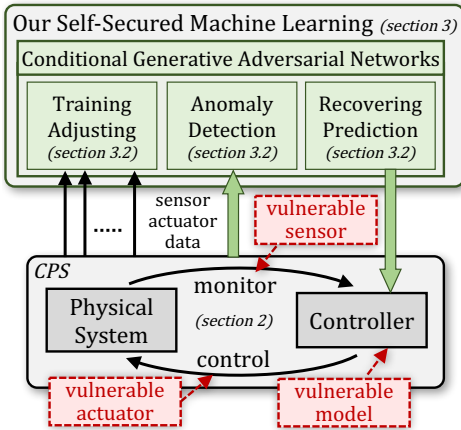 Our Self-Secured Machine Learning (section 3)
Conditional Generative Adversarial Networks
Training
Adjusting
(section 3.2)
Anomaly
Detection
(section 3.2)
Recovering
Prediction
(section 3.2)
.....
sensor
actuator
data
vulnerable
sensor
CPS
monitor
Physical
System
(section 2)
Controller
control
vulnerable
actuator
vulnerable
model